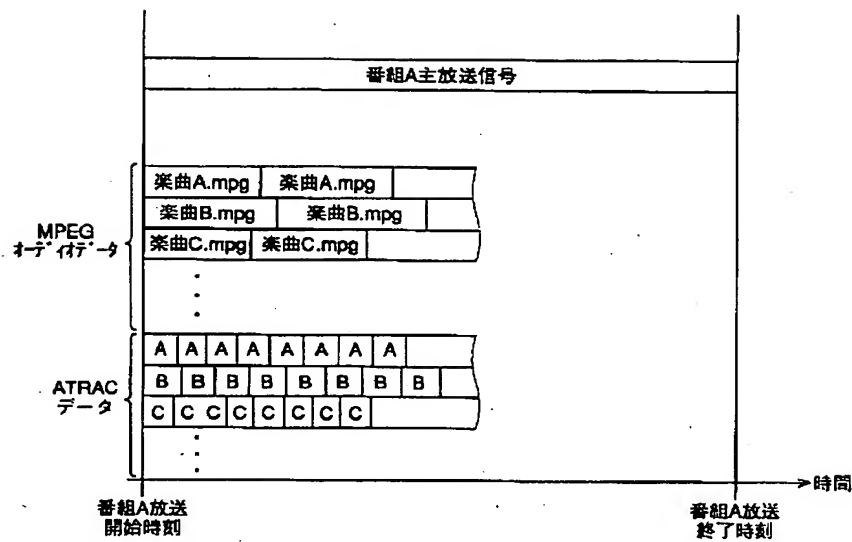 番組A主放送信号
楽曲A.mpg 楽曲A.mpg
楽曲B.mpg 楽曲B.mpg
楽曲C.mpg 楽曲C.mpg
MPEG
オーディオデータ
A A A A A A A A
B B B B B B B B
C C C C C C C C
ATRAC
データ
時間
番組A放送
開始時刻
番組A放送
終了時刻